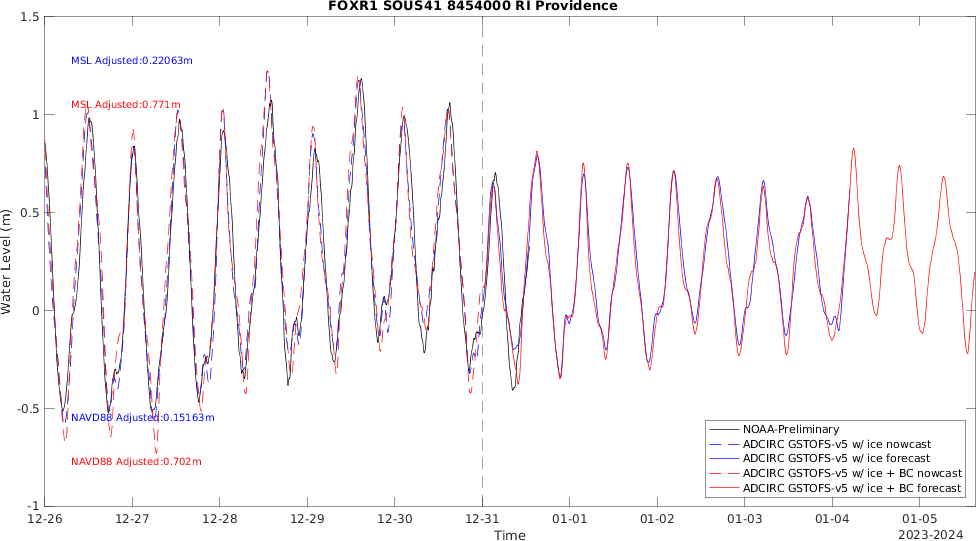 FOXR1 SOUS41 8454000 RI Providence
1.5
1
0.5
0
-0.5
-1
Water Level (m)
MSL Adjusted:0.22063m
MSL Adjusted:0.771m
NAVD88 Adjusted:0.15163m
NAVD88 Adjusted:0.702m
NOAA-Preliminary
ADCIRC GSTOFS-v5 w/ ice nowcast
ADCIRC GSTOFS-v5 w/ ice forecast
ADCIRC GSTOFS-v5 w/ ice + BC nowcast
ADCIRC GSTOFS-v5 w/ ice + BC forecast
12-26 12-27 12-28 12-29 12-30 12-31 01-01 01-02 01-03 01-04 01-05
Time
2023-2024